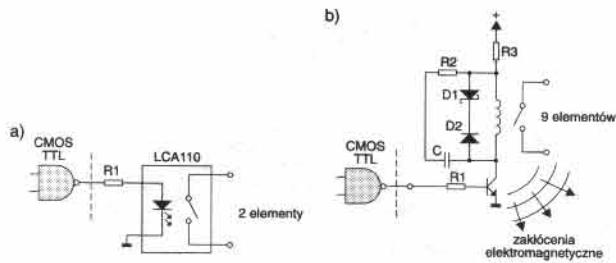 a)
CMOS
TTL
R1
LCA110
2 elementy
b)
+
R3
R2
D1
D2
C
9 elementów
CMOS
TTL
R1
zakłócenia
elektromagnetyczne